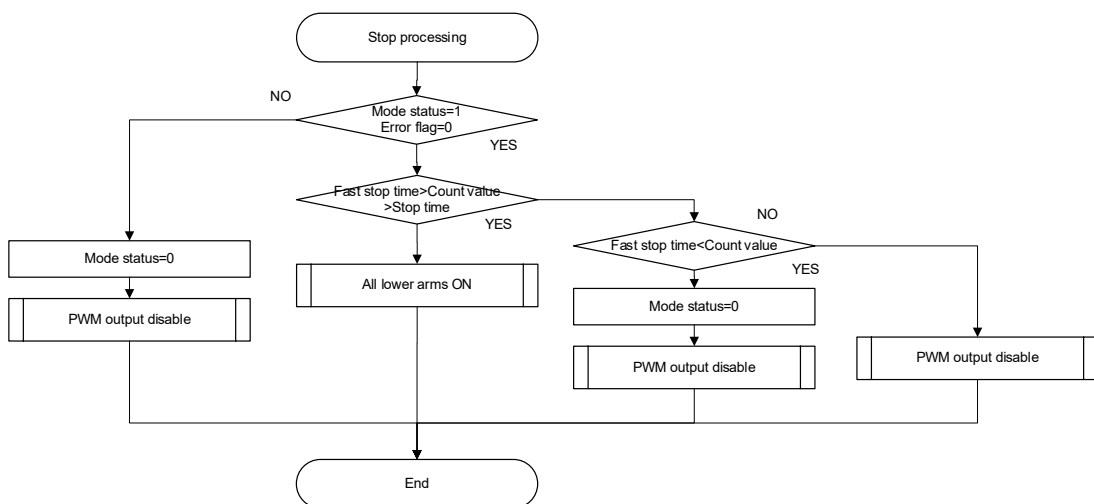 Stop processing
NO
Mode status=1
Error flag=0
YES
Fast stop time>Count value
>Stop time
YES
NO
Fast stop time<Count value
YES
Mode status=0
PWM output disable
All lower arms ON
Mode status=0
PWM output disable
PWM output disable
End